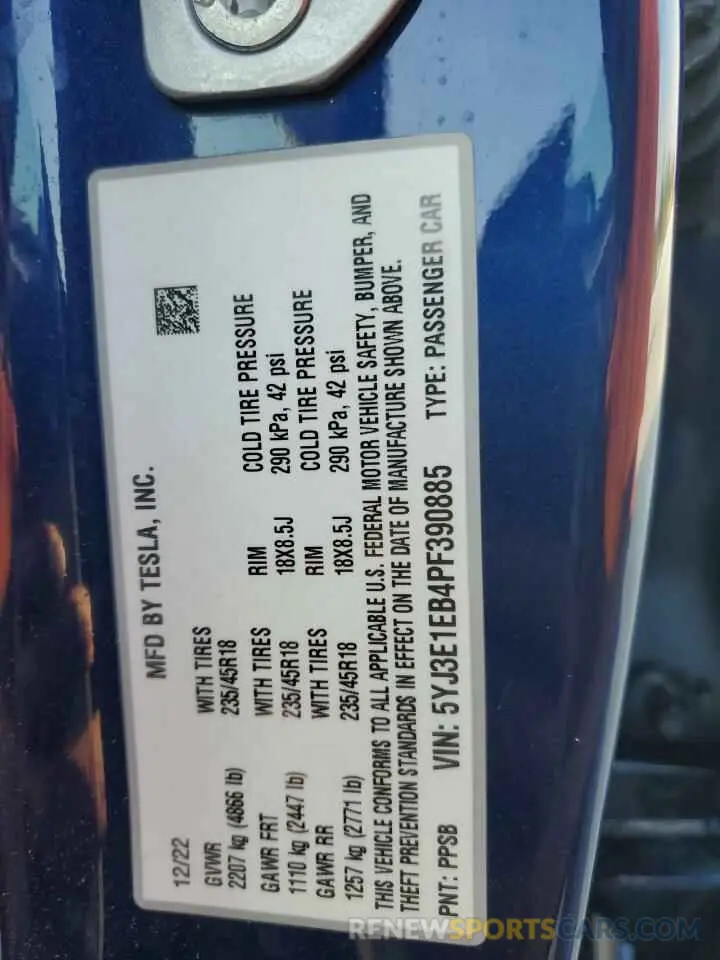 MFD BY TESLA, INC.
12/22
GVWR WITH TIRES RIM COLD TIRE PRESSURE
2207 kg (4866 lb) 235/45R18 18X8.5J 290 kPa, 42 psi
GAWR FRT WITH TIRES RIM COLD TIRE PRESSURE
1110 kg (2447 lb) 235/45R18 18X8.5J 290 kPa, 42 psi
GAWR RR WITH TIRES
1257 kg (2771 lb) 235/45R18
THIS VEHICLE CONFORMS TO ALL APPLICABLE U.S. FEDERAL MOTOR VEHICLE SAFETY, BUMPER, AND
THEFT PREVENTION STANDARDS IN EFFECT ON THE DATE OF MANUFACTURE SHOWN ABOVE.
PNT: PPSB VIN: 5YJ3E1EB4PF390885 TYPE: PASSENGER CAR
RENEWSPORTSCARS.COM